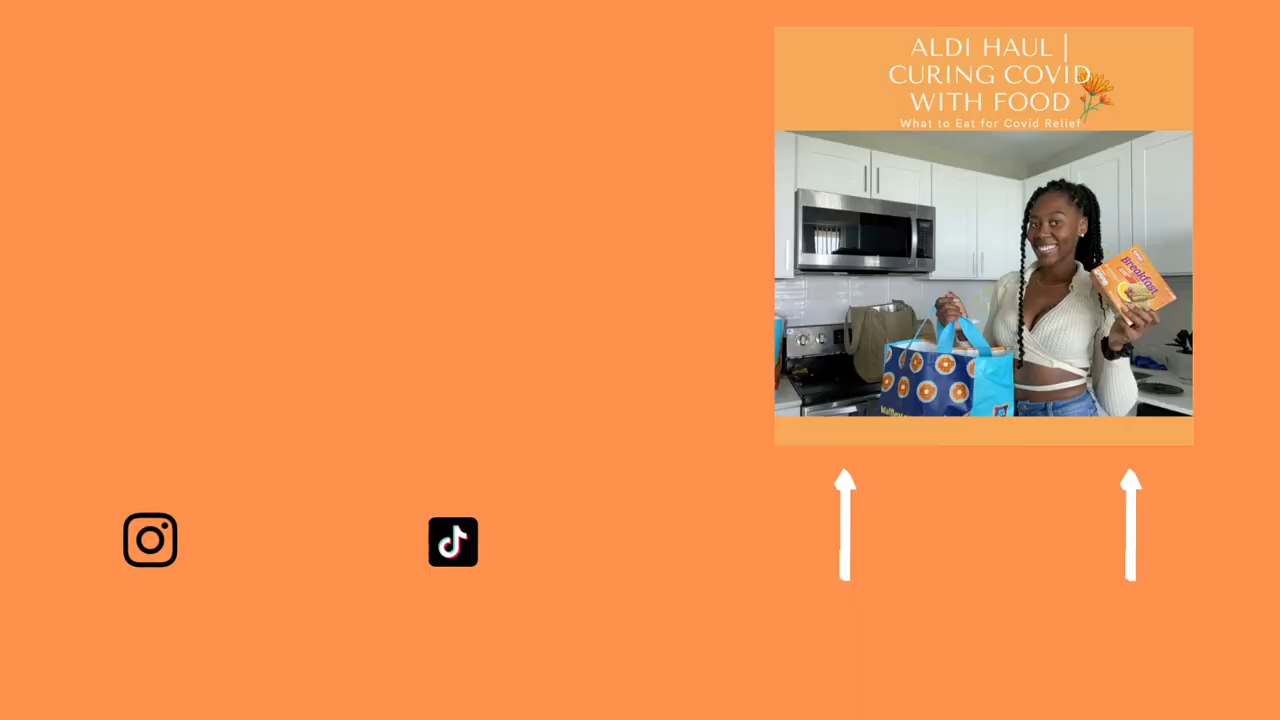 ALDI HAUL |
CURING COVID
WITH FOOD
What to Eat for Covid Relief
Breakfast